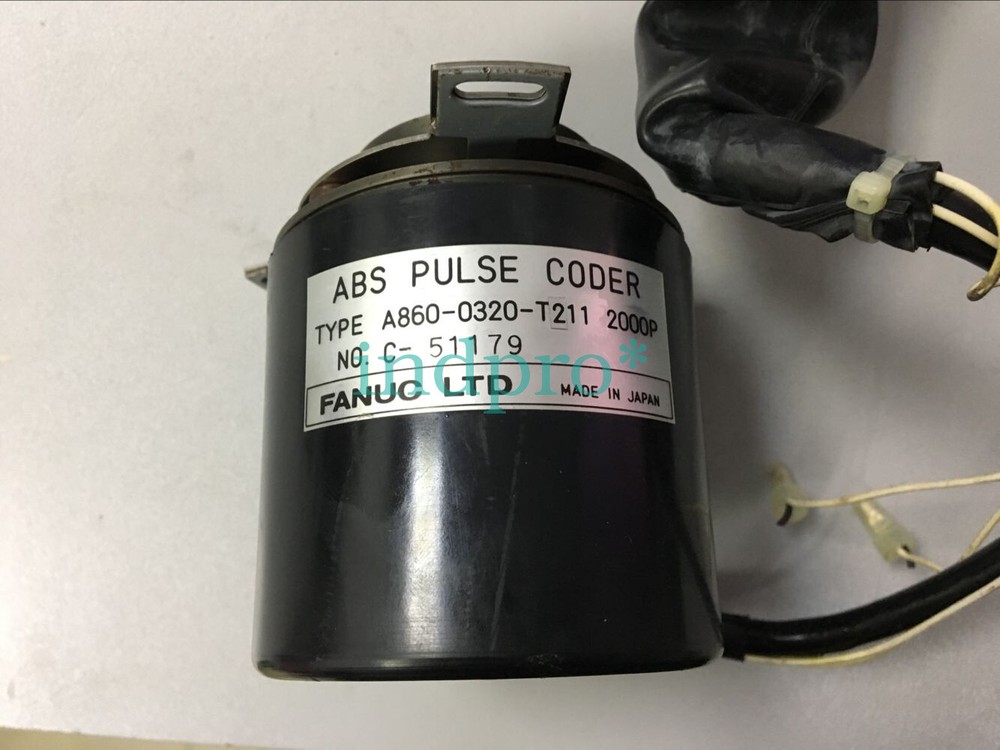 ABS PULSE CODER
TYPE A860-0320-T211 2000P
NO. C- 51179
indpro*
FANUC LTD MADE IN JAPAN